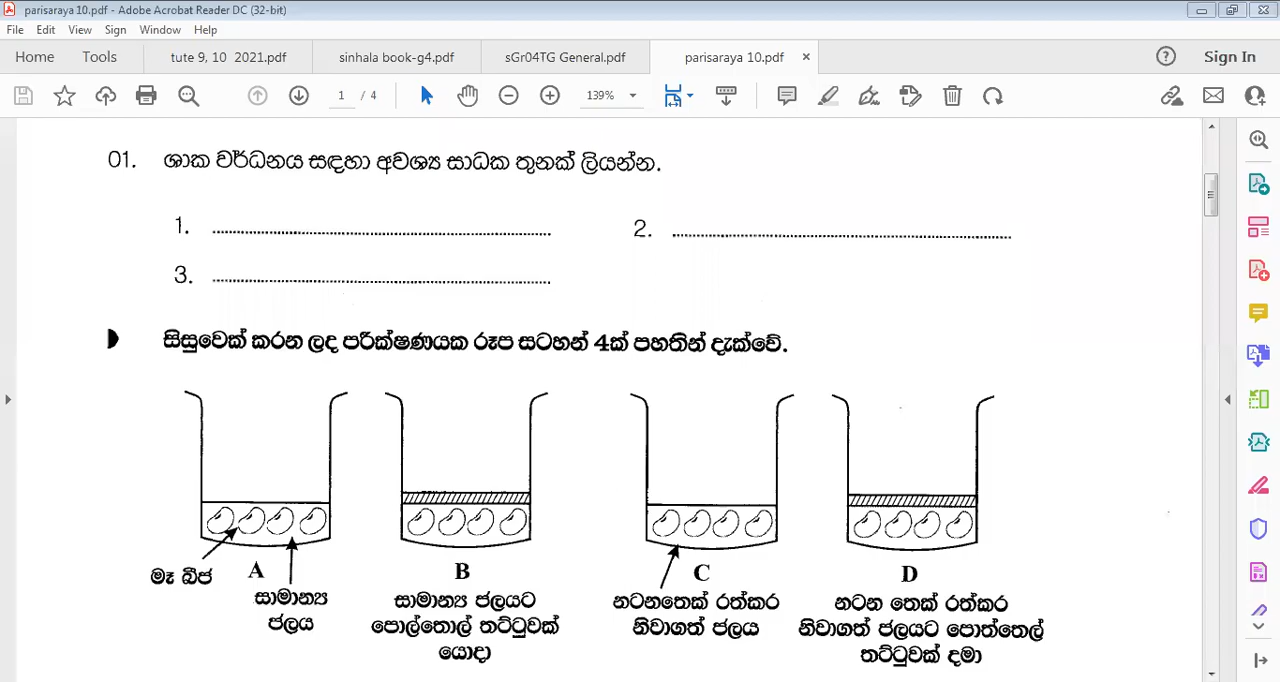 parisaraya 10.pdf - Adobe Acrobat Reader DC (32-bit)
File Edit View Sign Window Help
Home Tools tute 9, 10 2021.pdf sinhala book-g4.pdf sGr04TG General.pdf parisaraya 10.pdf × Sign In
1 / 4 139%
01. ශාක වර්ධනය සඳහා අවශ්‍ය සාධක තුනක් ලියන්න.
1. ........................ 2. ........................
3. ........................
සිසුවෙක් කරන ලද පරීක්ෂණයක රූප සටහන් 4ක් පහතින් දැක්වේ.
මෑ බීජ A B C D
සාමාන්‍ය ජලය
සාමාන්‍ය ජලයට පොල්තෙල් තට්ටුවක් යොදා
නටනතෙක් රත්කර නිවාගත් ජලය
නටන තෙක් රත්කර නිවාගත් ජලයට පොත්තෙල් තට්ටුවක් දමා